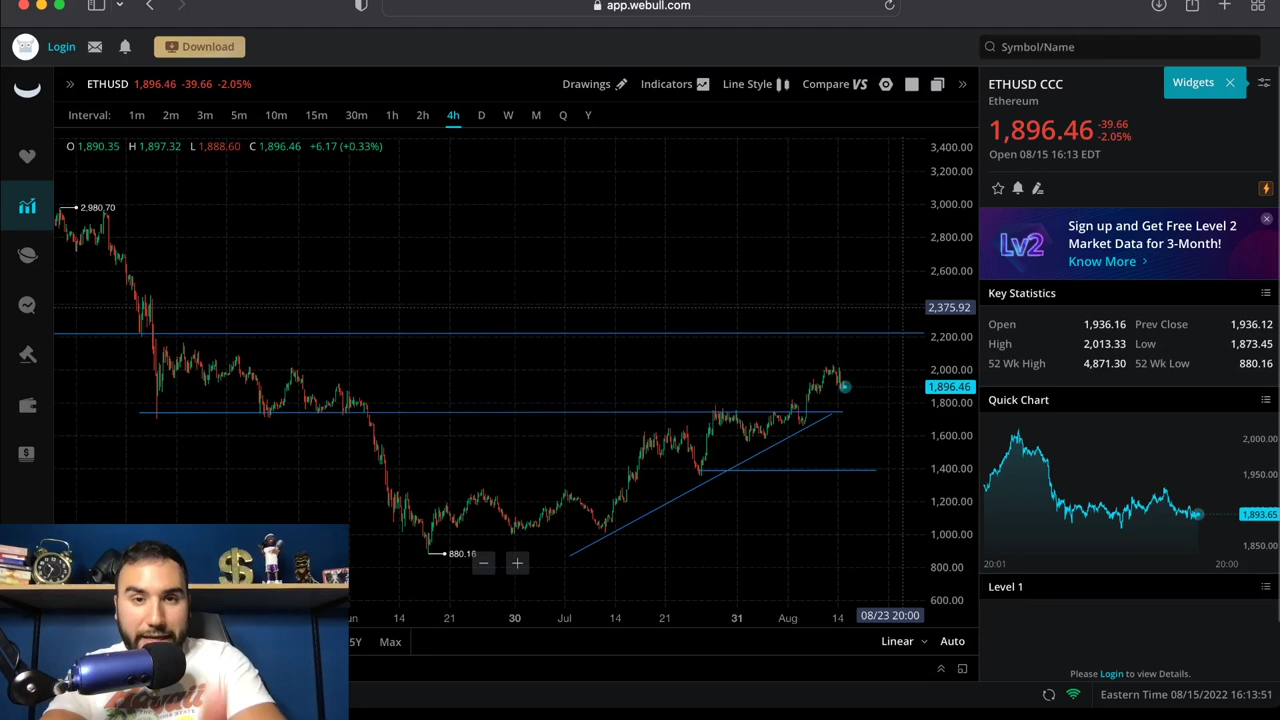 app.webull.com
Login
Download
Symbol/Name
ETHUSD 1,896.46 -39.66 -2.05%
Drawings Indicators Line Style Compare VS
Interval: 1m 2m 3m 5m 10m 15m 30m 1h 2h 4h D W M Q Y
O 1,890.35 H 1,897.32 L 1,888.60 C 1,896.46 +6.17 (+0.33%)
2,980.70
880.16
3,400.00
3,200.00
3,000.00
2,800.00
2,600.00
2,375.92
2,200.00
2,000.00
1,896.46
1,800.00
1,600.00
1,400.00
1,200.00
1,000.00
800.00
600.00
14 21 30 Jul 14 21 31 Aug 14 08/23 20:00
5Y Max
Linear Auto
ETHUSD CCC
Widgets
Ethereum
1,896.46 -39.66
-2.05%
Open 08/15 16:13 EDT
Lv2
Sign up and Get Free Level 2
Market Data for 3-Month!
Know More
Key Statistics
Open 1,936.16 Prev Close 1,936.12
High 2,013.33 Low 1,873.45
52 Wk High 4,871.30 52 Wk Low 880.16
Quick Chart
2,000.00
1,950.00
1,893.65
1,850.00
20:01 20:00
Level 1
Please Login to view Details.
Eastern Time 08/15/2022 16:13:51